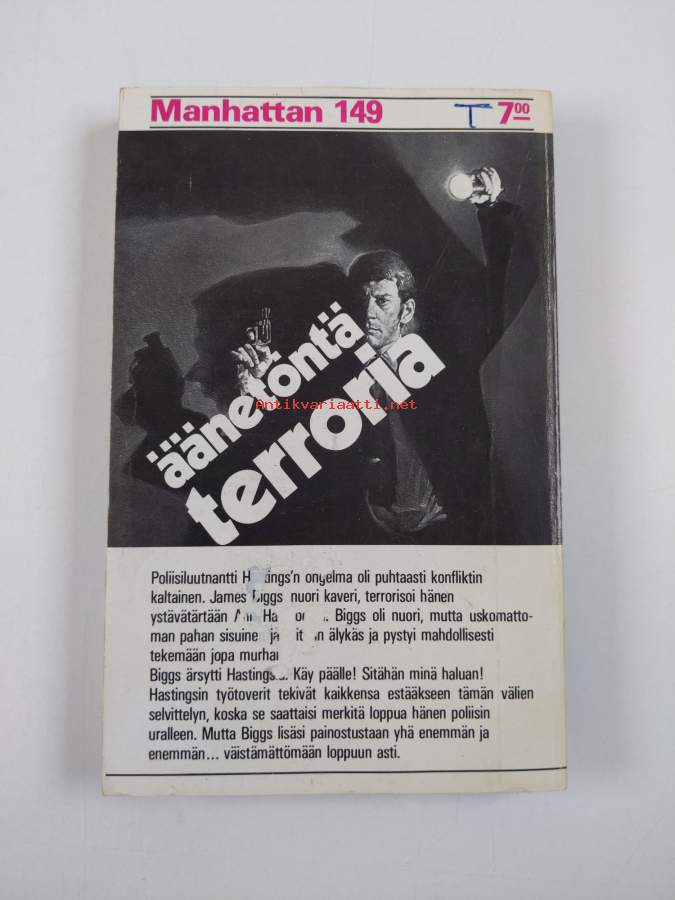 Manhattan 149 T 7.00
äänetöntä
terroria
Antikvariaatti.net
Poliisiluutnantti ongelma oli puhtaasti konfliktin
kaltainen. James Biggs nuori kaveri, terrorisoi hänen
ystävätärtään Biggs oli nuori, mutta uskomatto-
man pahan älykäs ja pystyi mahdollisesti
tekemään jopa
Biggs ärsytti Käy päälle! Sitähän minä haluan!
Hastingsin työtoverit tekivät kaikkensa estääkseen tämän välien
selvittelyn, koska se saattaisi merkitä loppua hänen poliisin
uralleen. Mutta Biggs lisäsi painostustaan yhä enemmän ja
enemmän... väistämättömään loppuun asti.